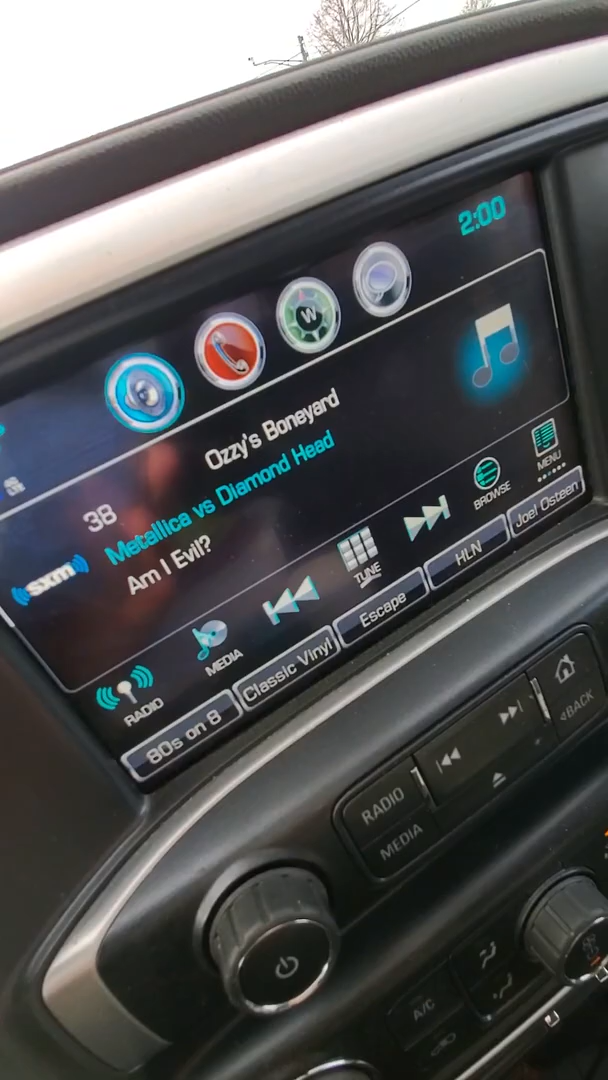 2:00
W
Ozzy's Boneyard
38
Metallica vs Diamond Head
((sxm))
Am I Evil?
LTE
RADIO
MEDIA
TUNE
BROWSE
MENU
80s on 8
Classic Vinyl
Escape
HLN
Joel Osteen
RADIO
MEDIA
BACK
A/C